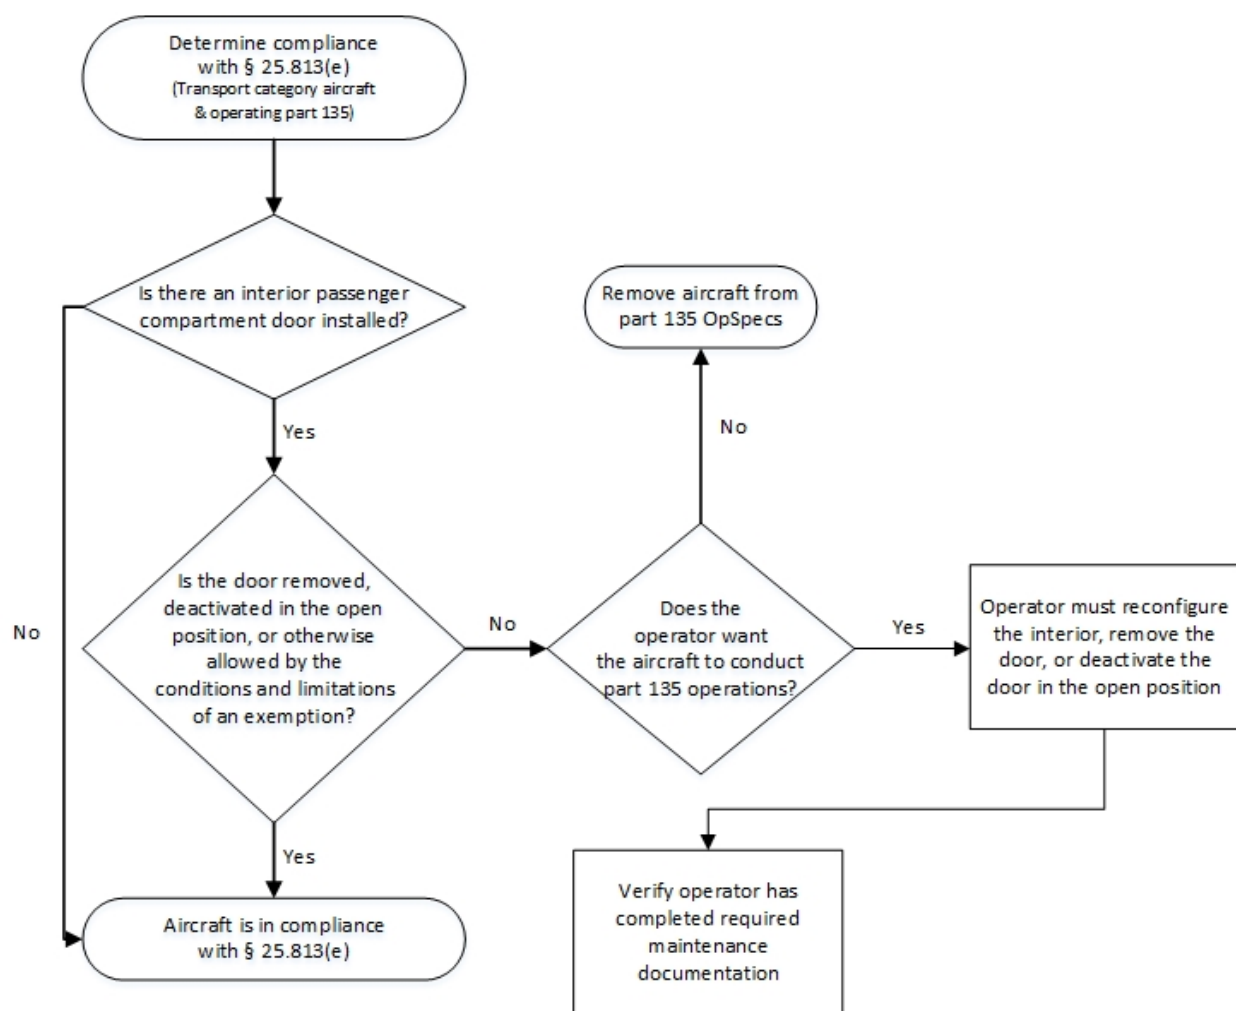 Determine compliance
with § 25.813(e)
(Transport category aircraft
& operating part 135)
Is there an interior passenger
compartment door installed?
Remove aircraft from
part 135 OpSpecs
Yes
No
Is the door removed,
deactivated in the open
position, or otherwise
allowed by the
conditions and limitations
of an exemption?
No
No
Does the
operator want
the aircraft to conduct
part 135 operations?
Yes
Operator must reconfigure
the interior, remove the
door, or deactivate the
door in the open position
Yes
Aircraft is in compliance
with § 25.813(e)
Verify operator has
completed required
maintenance
documentation